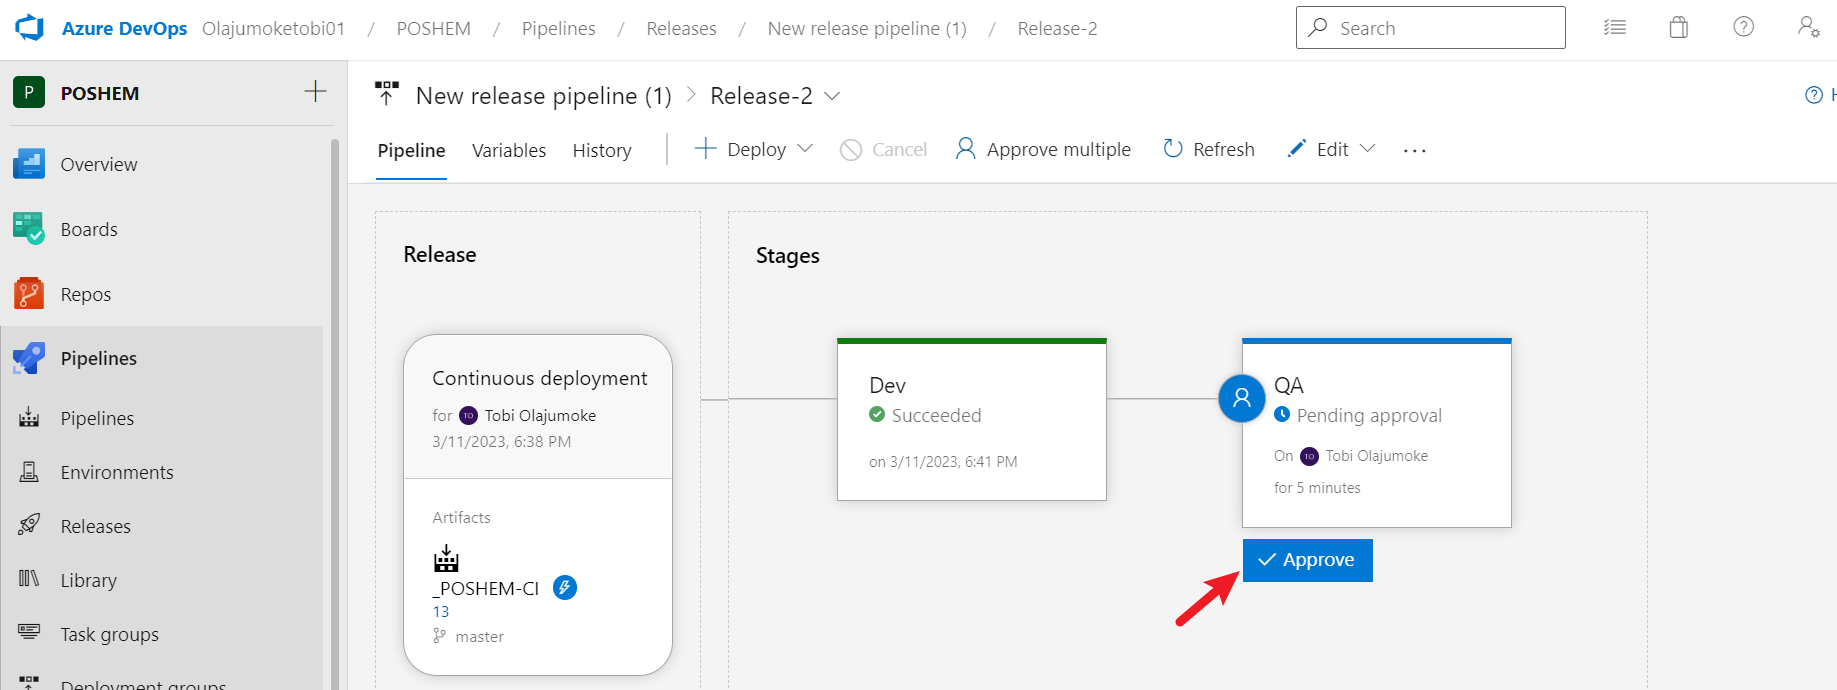 Azure DevOps Olajumoketobi01 / POSHEM / Pipelines / Releases / New release pipeline (1) / Release-2
Search
P POSHEM
New release pipeline (1) > Release-2
Pipeline Variables History Deploy Cancel Approve multiple Refresh Edit ...
Overview
Boards
Repos
Pipelines
Pipelines
Environments
Releases
Library
Task groups
Deployment groups
Release
Continuous deployment
for TO Tobi Olajumoke
3/11/2023, 6:38 PM
Artifacts
_POSHEM-CI
13
master
Stages
Dev
Succeeded
on 3/11/2023, 6:41 PM
QA
Pending approval
On TO Tobi Olajumoke
for 5 minutes
Approve